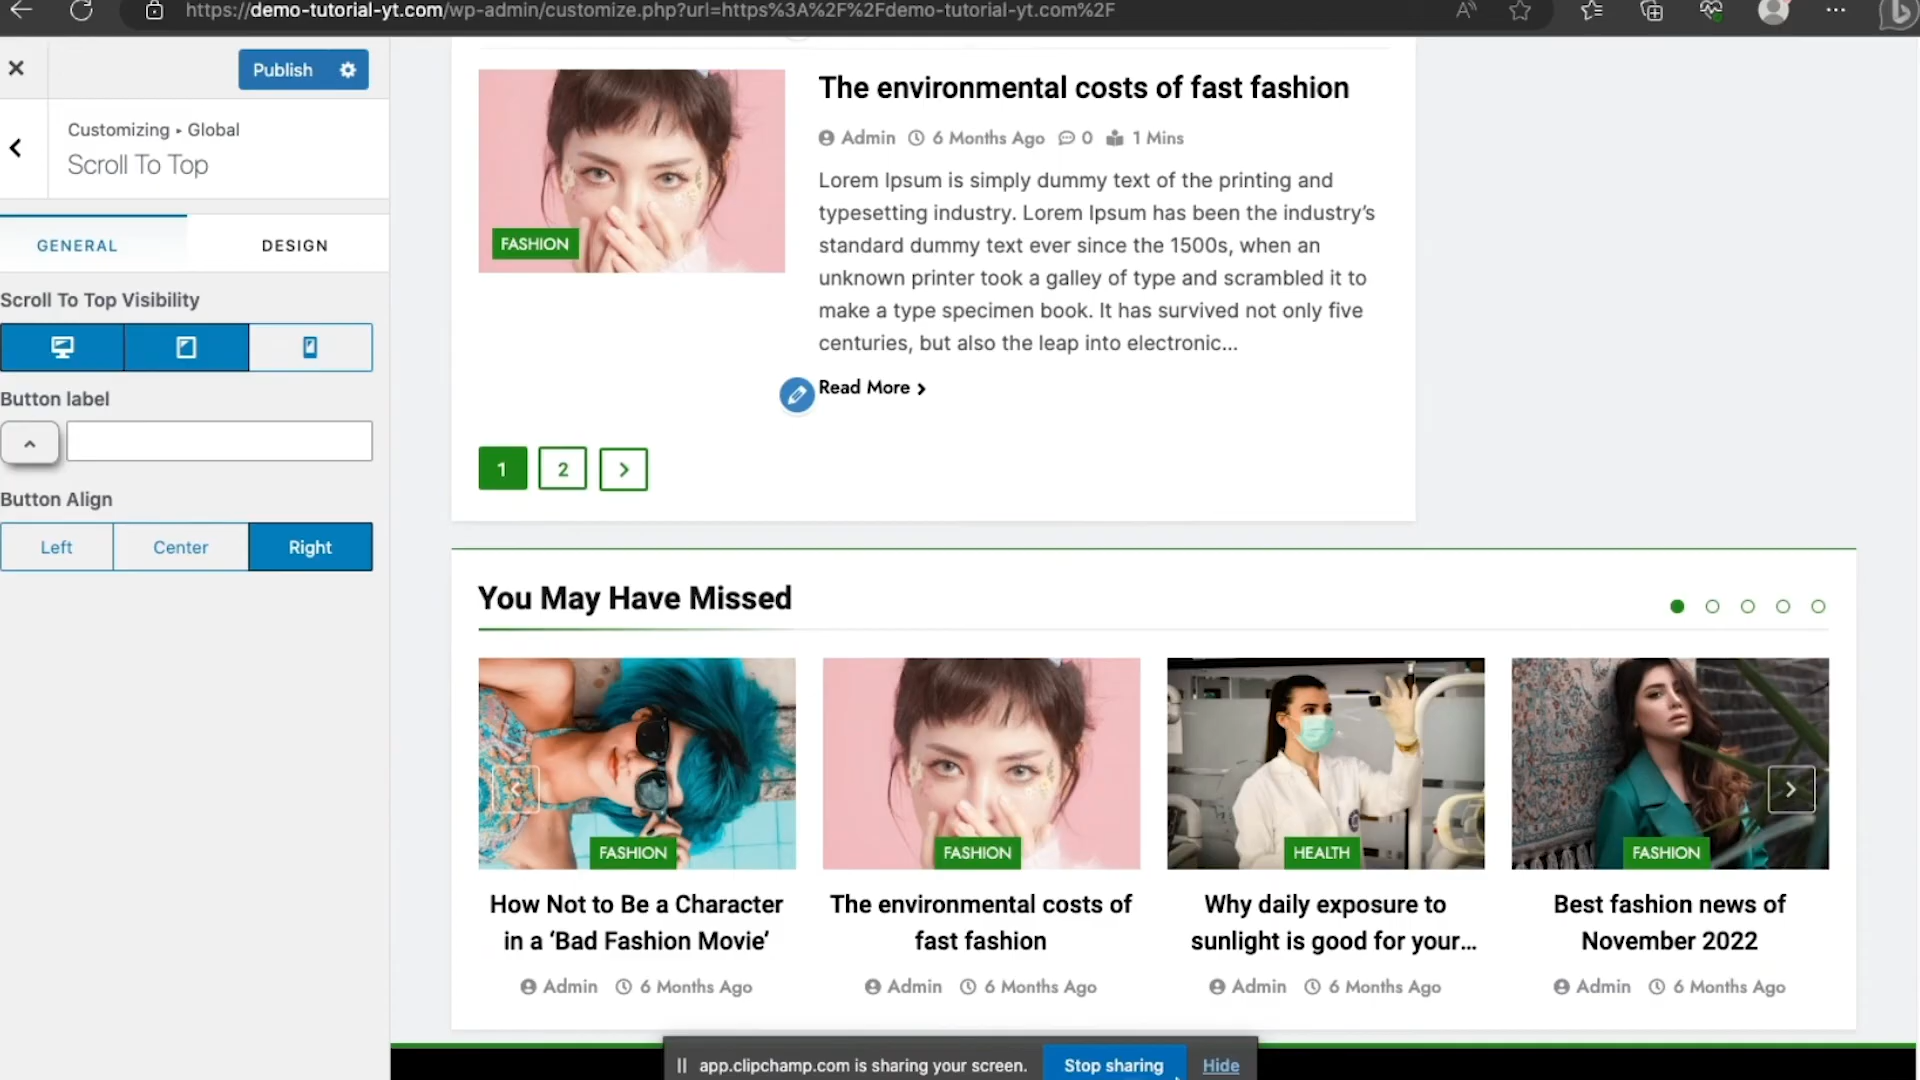 https://demo-tutorial-yt.com/wp-admin/customize.php?url=https%3A%2F%2Fdemo-tutorial-yt.com%2F
Publish
Customizing ▸ Global
Scroll To Top
GENERAL
DESIGN
Scroll To Top Visibility
Button label
Button Align
Left
Center
Right
The environmental costs of fast fashion
Admin 6 Months Ago 0 1 Mins
Lorem Ipsum is simply dummy text of the printing and
typesetting industry. Lorem Ipsum has been the industry's
standard dummy text ever since the 1500s, when an
unknown printer took a galley of type and scrambled it to
make a type specimen book. It has survived not only five
centuries, but also the leap into electronic...
FASHION
Read More
1
2
You May Have Missed
FASHION
How Not to Be a Character
in a ‘Bad Fashion Movie’
Admin 6 Months Ago
FASHION
The environmental costs of
fast fashion
Admin 6 Months Ago
HEALTH
Why daily exposure to
sunlight is good for your...
Admin 6 Months Ago
FASHION
Best fashion news of
November 2022
Admin 6 Months Ago
app.clipchamp.com is sharing your screen.
Stop sharing
Hide